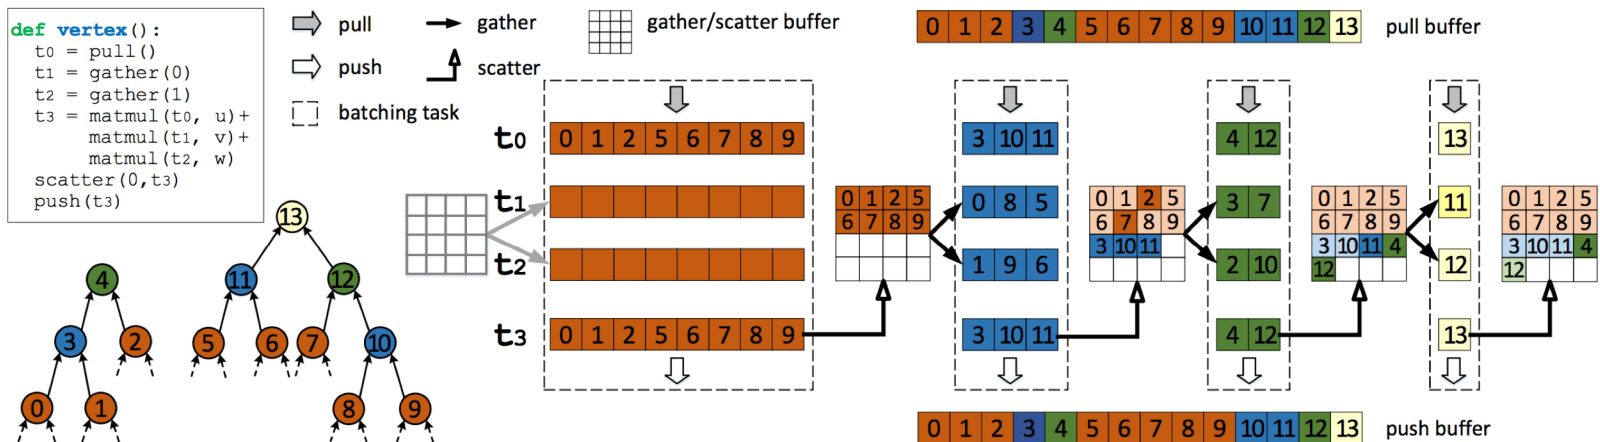 def vertex():
t0 = pull()
t1 = gather(0)
t2 = gather(1)
t3 = matmul(t0, u)+
matmul(t1, v)+
matmul(t2, w)
scatter(0,t3)
push(t3)
pull
gather
gather/scatter buffer
push
scatter
batching task
0 1 2 3 4 5 6 7 8 9 10 11 12 13 pull buffer
t0 0 1 2 5 6 7 8 9
3 10 11
4 12
13
t1
0 1 2 5
6 7 8 9
0 8 5
0 1 2 5
6 7 8 9
3 10 11
3 7
0 1 2 5
6 7 8 9
3 10 11 4
12
11
0 1 2 5
6 7 8 9
3 10 11 4
12
t2
1 9 6
2 10
12
t3 0 1 2 5 6 7 8 9
3 10 11
4 12
13
13
4 11 12
3 2 5 6 7 10
0 1 8 9
0 1 2 3 4 5 6 7 8 9 10 11 12 13 push buffer